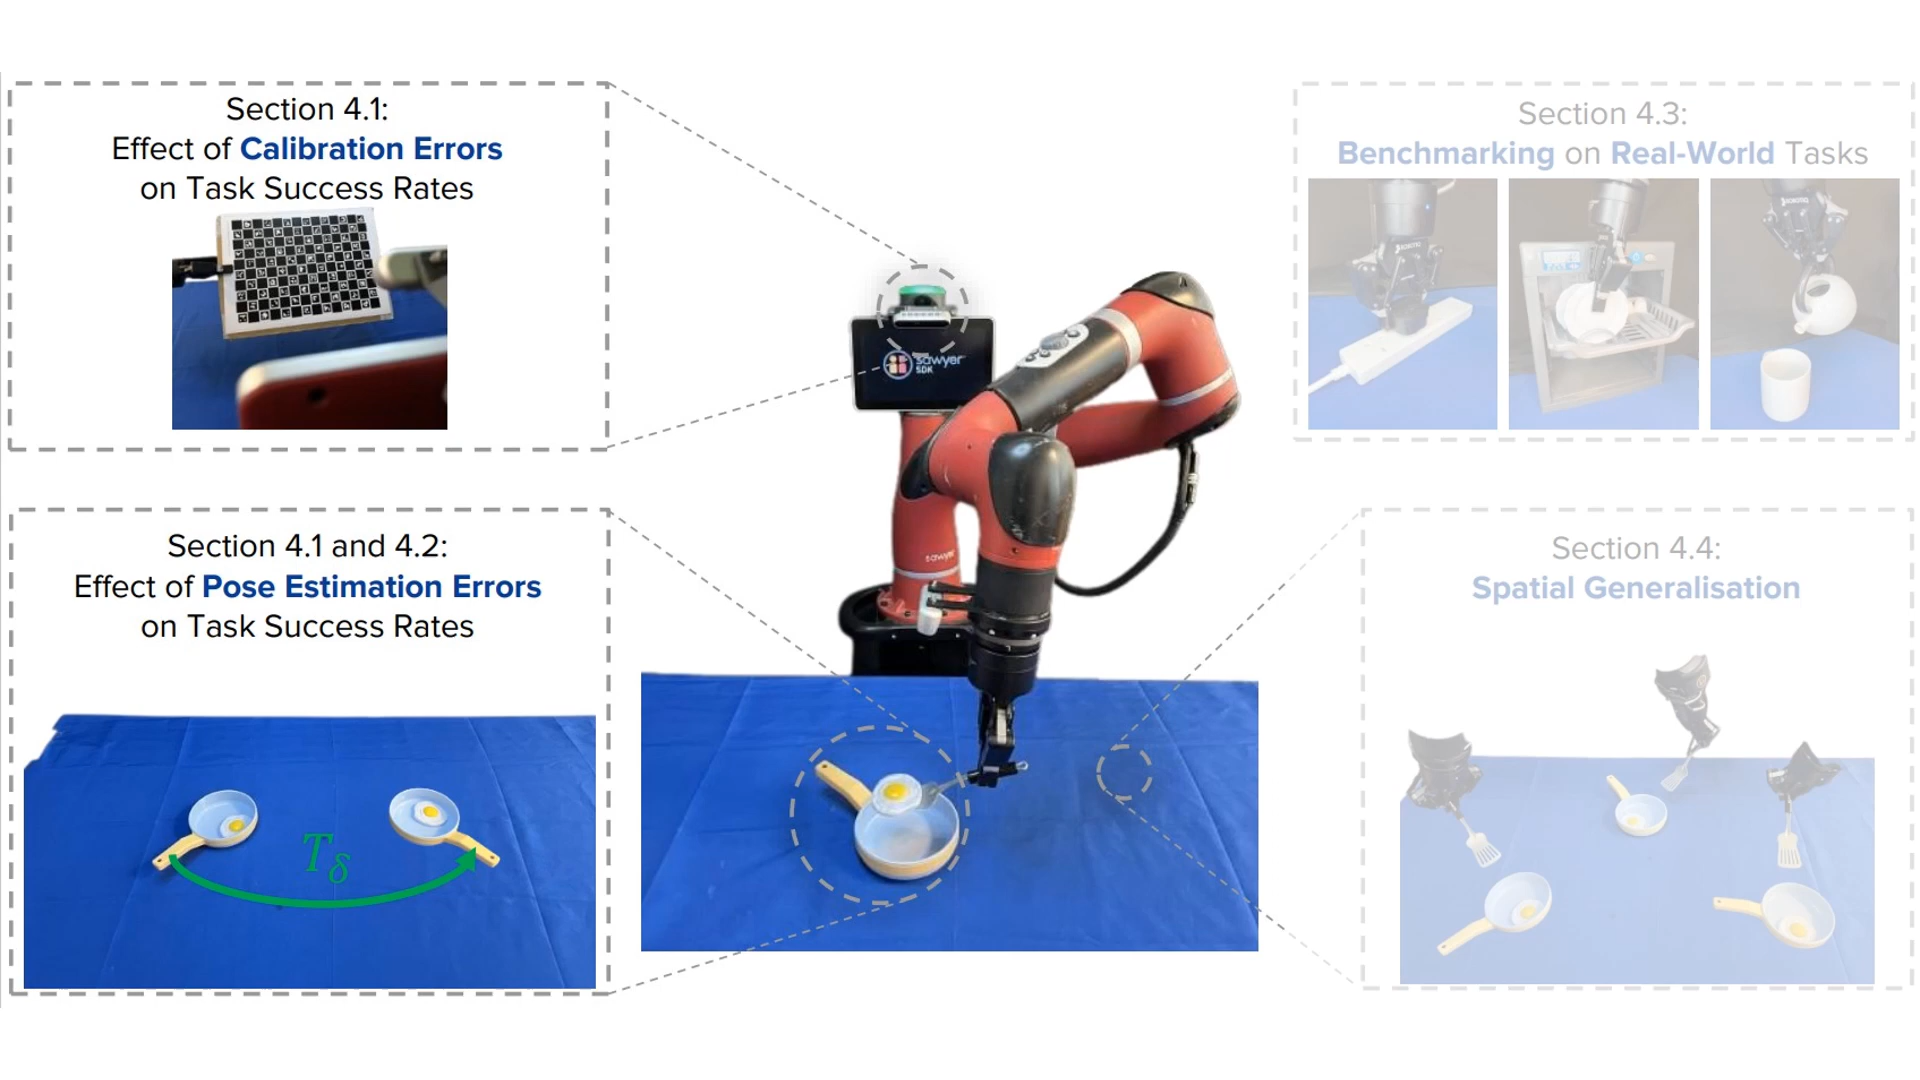 Section 4.1:
Effect of Calibration Errors
on Task Success Rates
Section 4.3:
Benchmarking on Real-World Tasks
sawyer
SDK
sawyer
Section 4.1 and 4.2:
Effect of Pose Estimation Errors
on Task Success Rates
T_δ
Section 4.4:
Spatial Generalisation